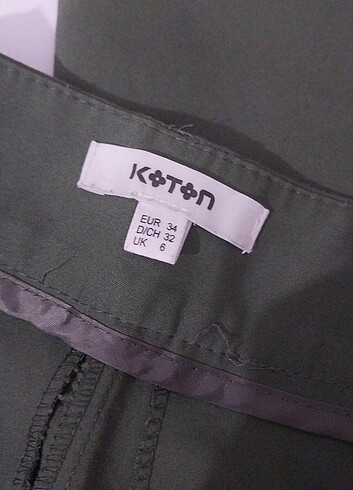 KOTON
EUR 34
D/CH 32
UK 6